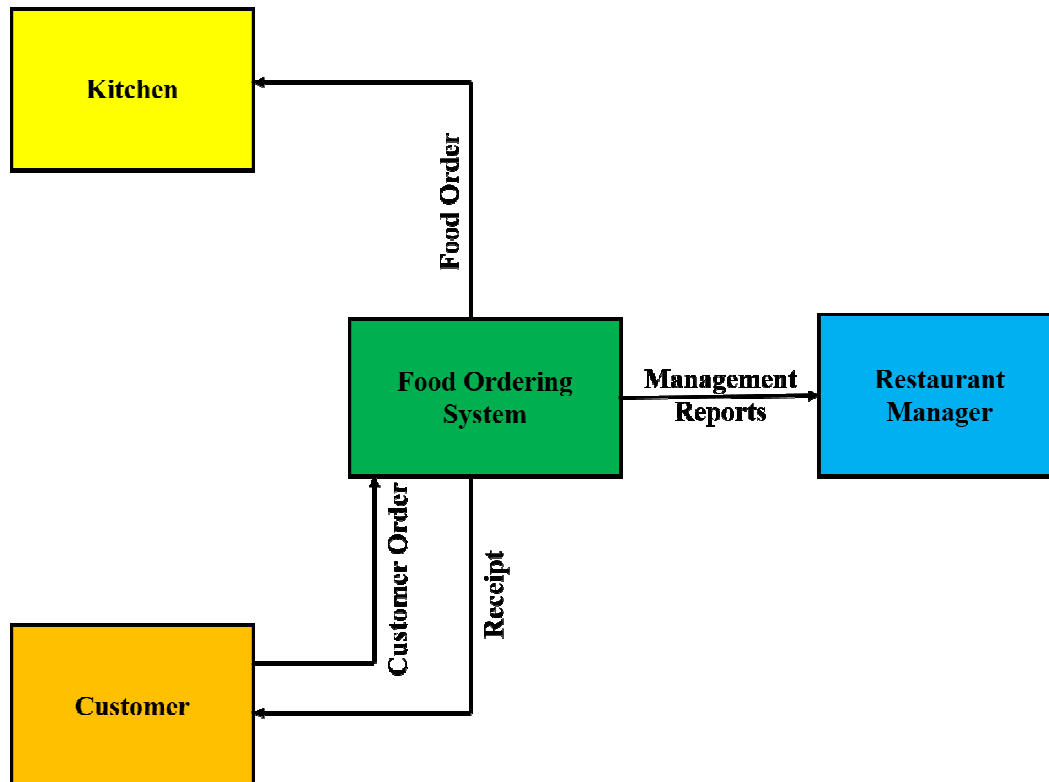 Kitchen
Food Order
Food Ordering
System
Management
Reports
Restaurant
Manager
Customer Order
Receipt
Customer